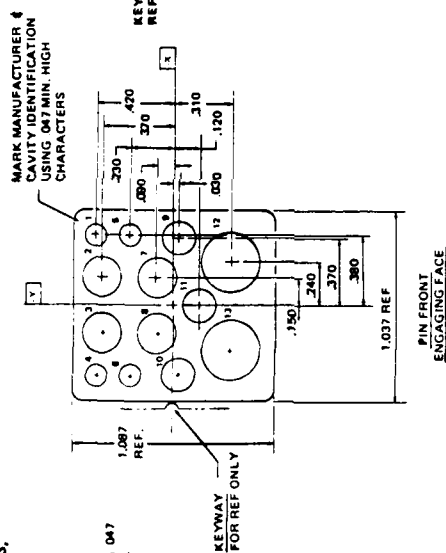 MARK MANUFACTURER &
CAVITY IDENTIFICATION
USING .047 MIN. HIGH
CHARACTERS
KEY
REF
X
Y
.420
.370
.230
.090
.310
.120
.030
1
2
3
4
5
6
7
8
9
10
11
12
13
.150
.240
.370
.380
1.087
REF.
1.037 REF
KEYWAY
FOR REF ONLY
PIN FRONT
ENGAGING FACE
S.
.047